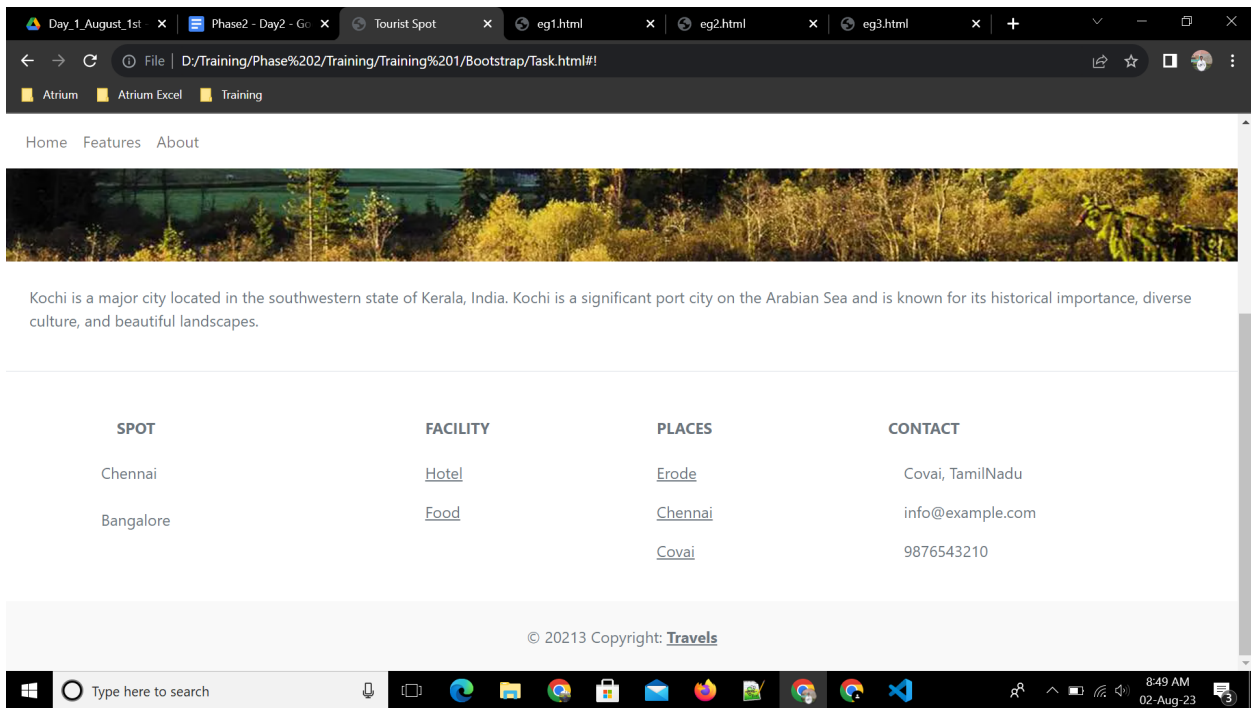 Day_1_August_1st -
Phase2 - Day2 - Go
Tourist Spot
eg1.html
eg2.html
eg3.html
File
D:/Training/Phase%202/Training/Training%201/Bootstrap/Task.html#!
Atrium
Atrium Excel
Training
Home Features About
Kochi is a major city located in the southwestern state of Kerala, India. Kochi is a significant port city on the Arabian Sea and is known for its historical importance, diverse
culture, and beautiful landscapes.
SPOT
Chennai
Bangalore
FACILITY
Hotel
Food
PLACES
Erode
Chennai
Covai
CONTACT
Covai, TamilNadu
info@example.com
9876543210
© 20213 Copyright: Travels
Type here to search
8:49 AM
02-Aug-23
3